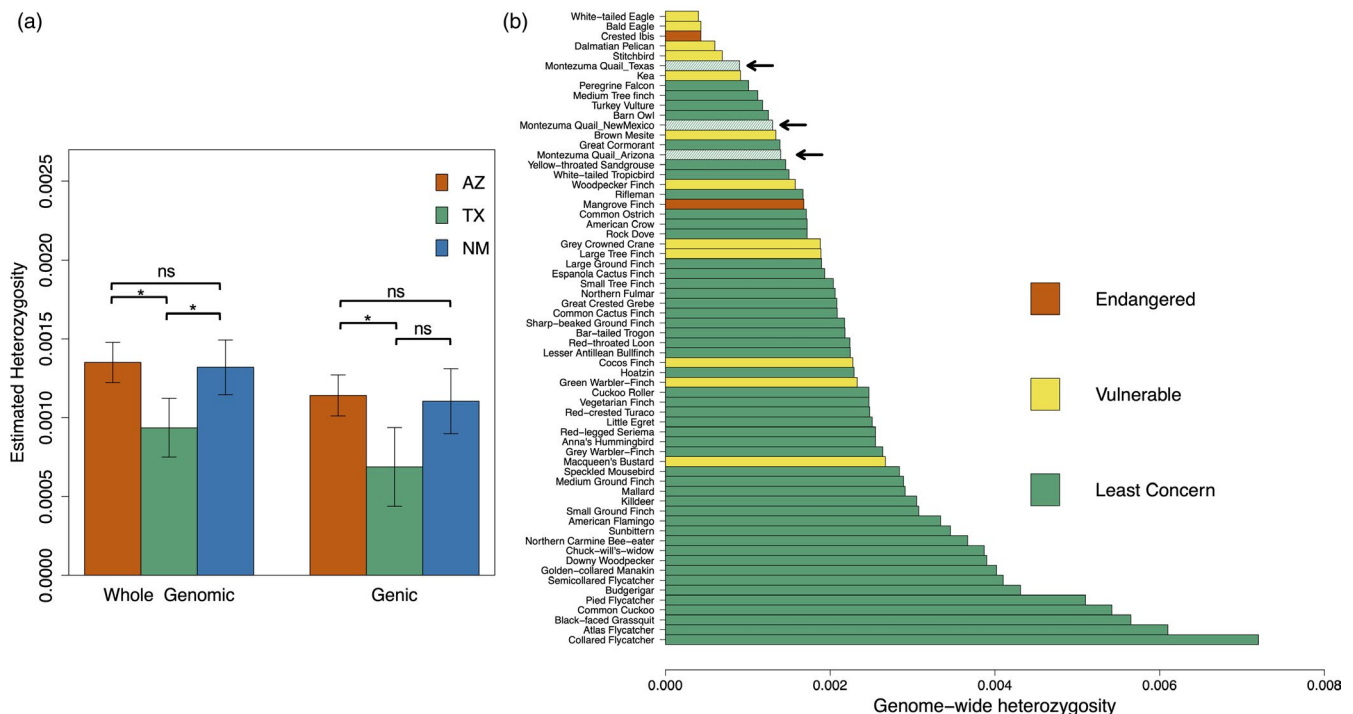 (a)
Estimated Heterozygosity
0.0000
0.0005
0.0010
0.0015
0.0020
0.0025
AZ
TX
NM
ns
*
*
ns
*
ns
Whole Genomic
Genic
(b)
White-tailed Eagle
Bald Eagle
Crested Ibis
Dalmatian Pelican
Stitchbird
Montezuma Quail_Texas
Kea
Peregrine Falcon
Medium Tree finch
Turkey Vulture
Barn Owl
Montezuma Quail_NewMexico
Brown Mesite
Great Cormorant
Montezuma Quail_Arizona
Yellow-throated Sandgrouse
White-tailed Tropicbird
Woodpecker Finch
Rifleman
Mangrove Finch
Common Ostrich
American Crow
Rock Dove
Grey Crowned Crane
Large Tree Finch
Large Ground Finch
Espanola Cactus Finch
Small Tree Finch
Northern Fulmar
Great Crested Grebe
Common Cactus Finch
Sharp-beaked Ground Finch
Bar-tailed Trogon
Red-throated Loon
Lesser Antillean Bullfinch
Cocos Finch
Hoatzin
Green Warbler-Finch
Cuckoo Roller
Vegetarian Finch
Red-crested Turaco
Little Egret
Red-legged Seriema
Anna's Hummingbird
Grey Warbler-Finch
Macqueen's Bustard
Speckled Mousebird
Medium Ground Finch
Mallard
Killdeer
Small Ground Finch
American Flamingo
Sunbittern
Northern Carmine Bee-eater
Chuck-will's-widow
Downy Woodpecker
Golden-collared Manakin
Semicollared Flycatcher
Budgerigar
Pied Flycatcher
Common Cuckoo
Black-faced Grassquit
Atlas Flycatcher
Collared Flycatcher
Endangered
Vulnerable
Least Concern
0.000
0.002
0.004
0.006
0.008
Genome-wide heterozygosity